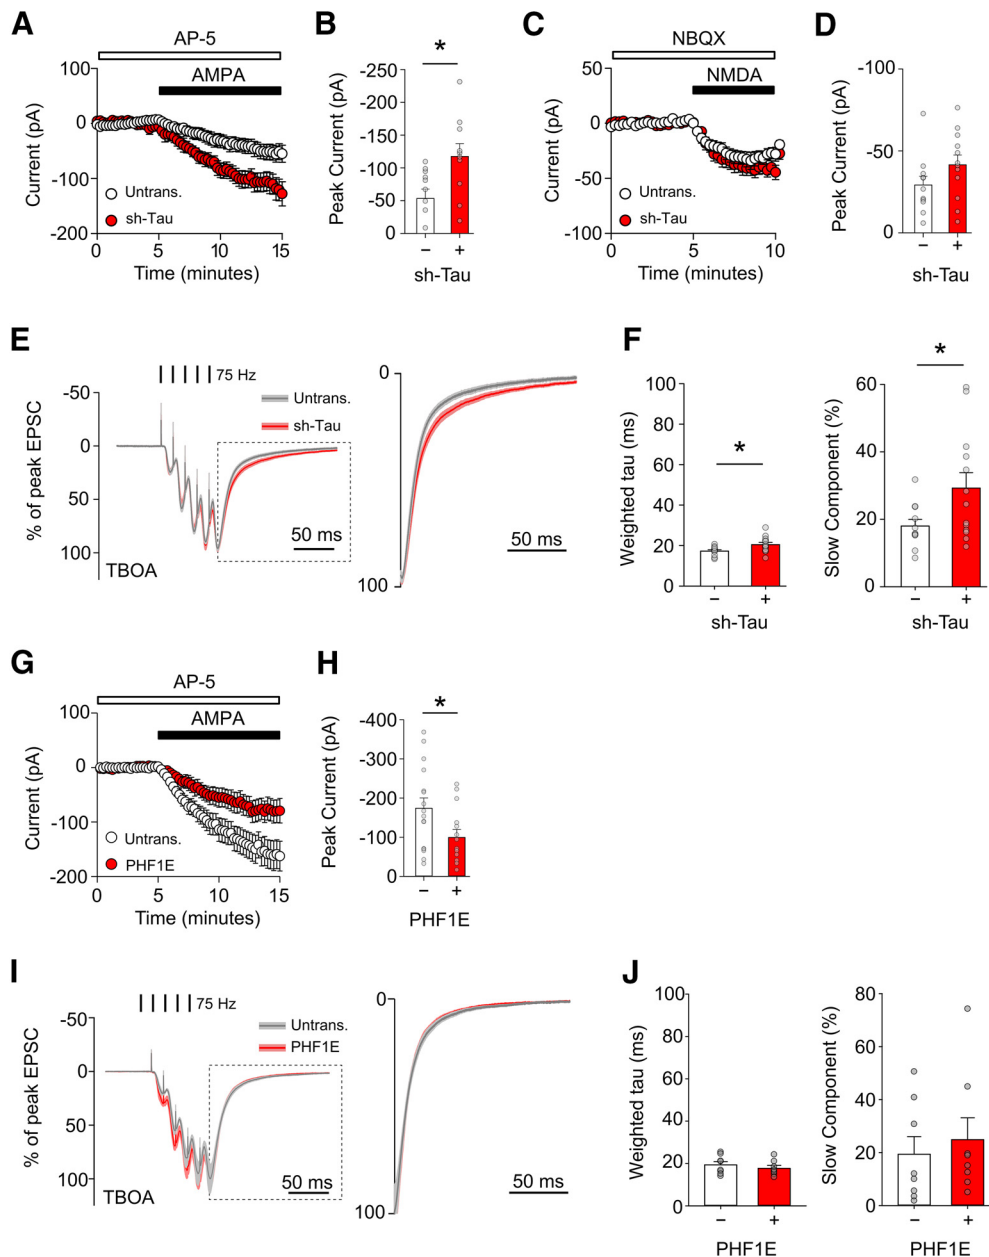 A
AP-5
AMPA
100
0
-100
-200
Current (pA)
Untrans.
sh-Tau
0
5
10
15
Time (minutes)
B
*
-250
-200
-150
-100
-50
0
Peak Current (pA)
− +
sh-Tau
C
NBQX
NMDA
50
0
-50
-100
Current (pA)
Untrans.
sh-Tau
0
5
10
Time (minutes)
D
-100
-50
0
Peak Current (pA)
− +
sh-Tau
E
75 Hz
-50
0
50
100
% of peak EPSC
Untrans.
sh-Tau
50 ms
TBOA
0
100
50 ms
F
*
100
80
60
40
20
0
Weighted tau (ms)
− +
sh-Tau
*
60
40
20
0
Slow Component (%)
− +
sh-Tau
G
AP-5
AMPA
100
0
-100
-200
Current (pA)
Untrans.
PHF1E
0
5
10
15
Time (minutes)
H
*
-400
-300
-200
-100
0
Peak Current (pA)
− +
PHF1E
I
75 Hz
-50
0
50
100
% of peak EPSC
Untrans.
PHF1E
50 ms
TBOA
0
100
50 ms
J
100
80
60
40
20
0
Weighted tau (ms)
− +
PHF1E
80
60
40
20
0
Slow Component (%)
− +
PHF1E